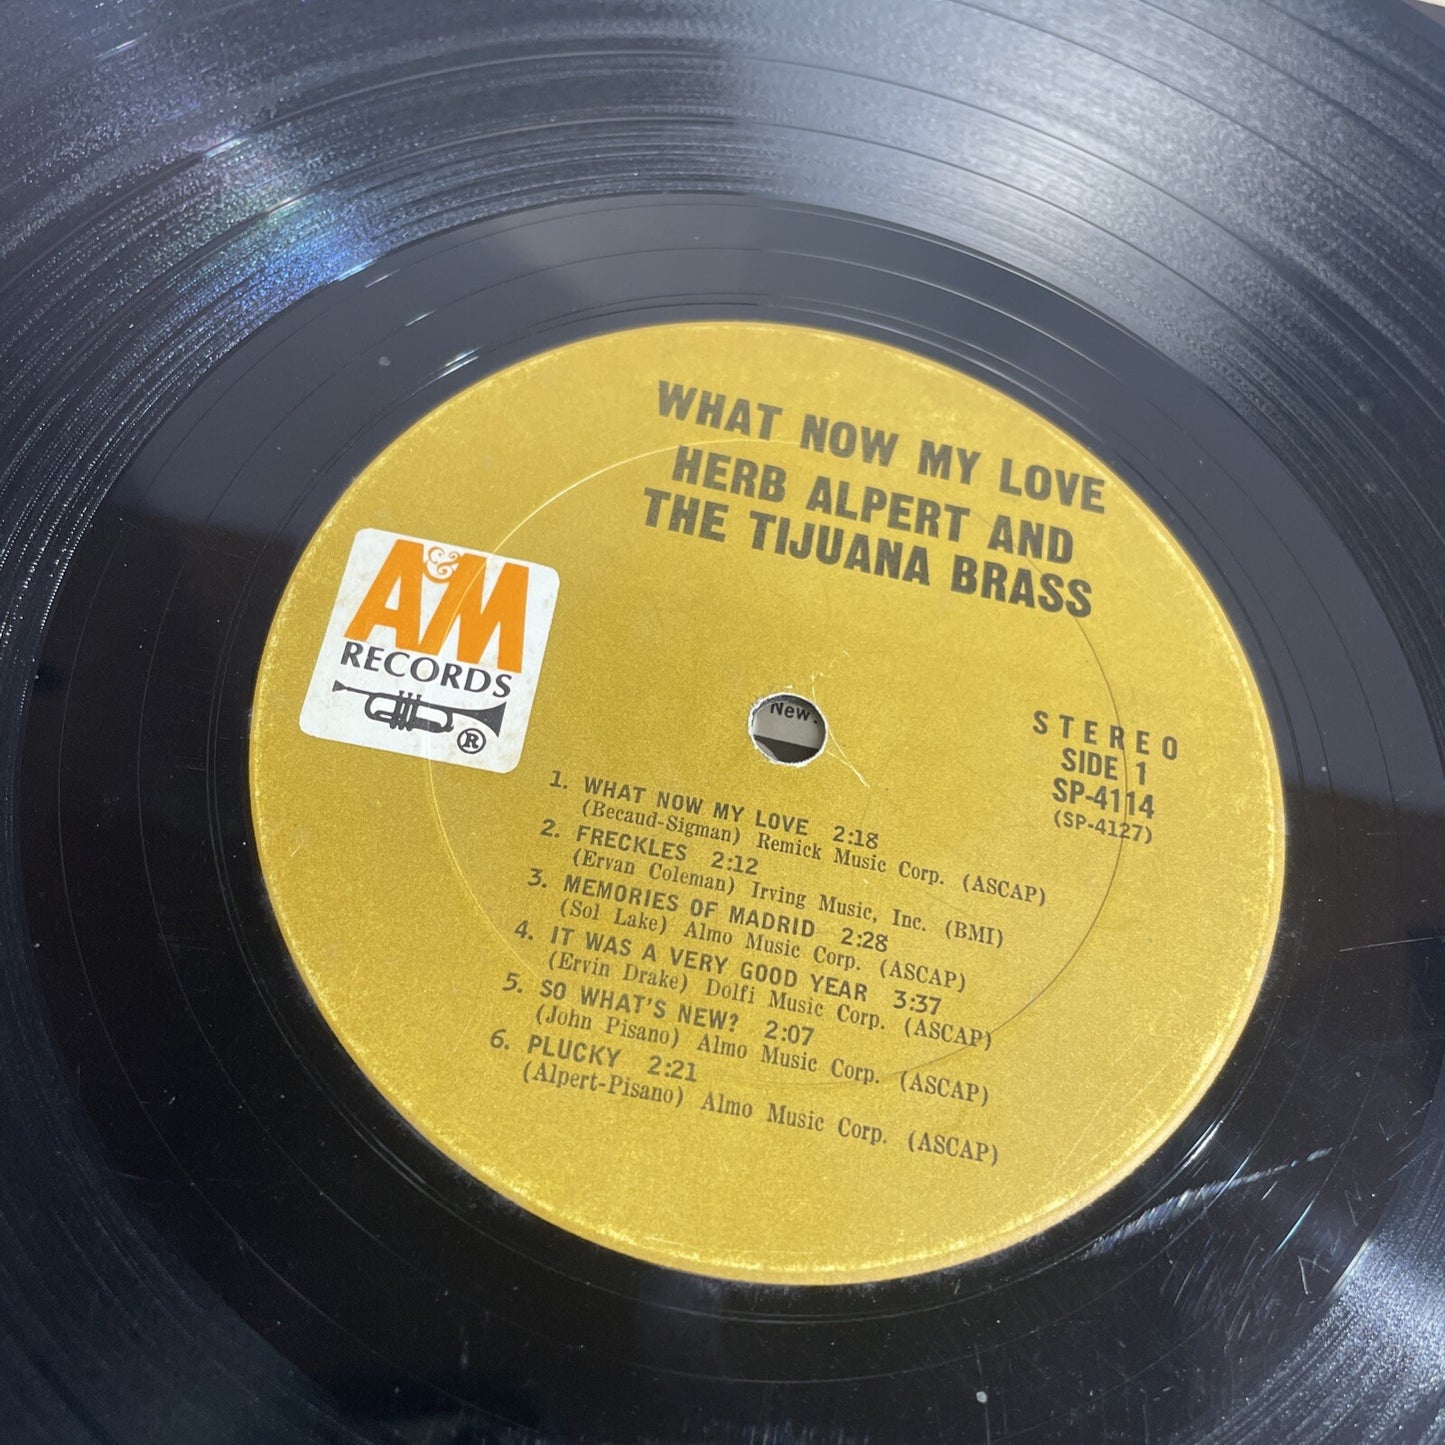 WHAT NOW MY LOVE
HERB ALPERT AND
THE TIJUANA BRASS
A&M
RECORDS
®
New.
STEREO
SIDE 1
SP-4114
(SP-4127)
1. WHAT NOW MY LOVE 2:18
(Becaud-Sigman) Remick Music Corp. (ASCAP)
2. FRECKLES 2:12
(Ervan Coleman) Irving Music, Inc. (BMI)
3. MEMORIES OF MADRID 2:28
(Sol Lake) Almo Music Corp. (ASCAP)
4. IT WAS A VERY GOOD YEAR 3:37
(Ervin Drake) Dolfi Music Corp. (ASCAP)
5. SO WHAT'S NEW? 2:07
(John Pisano) Almo Music Corp. (ASCAP)
6. PLUCKY 2:21
(Alpert-Pisano) Almo Music Corp. (ASCAP)